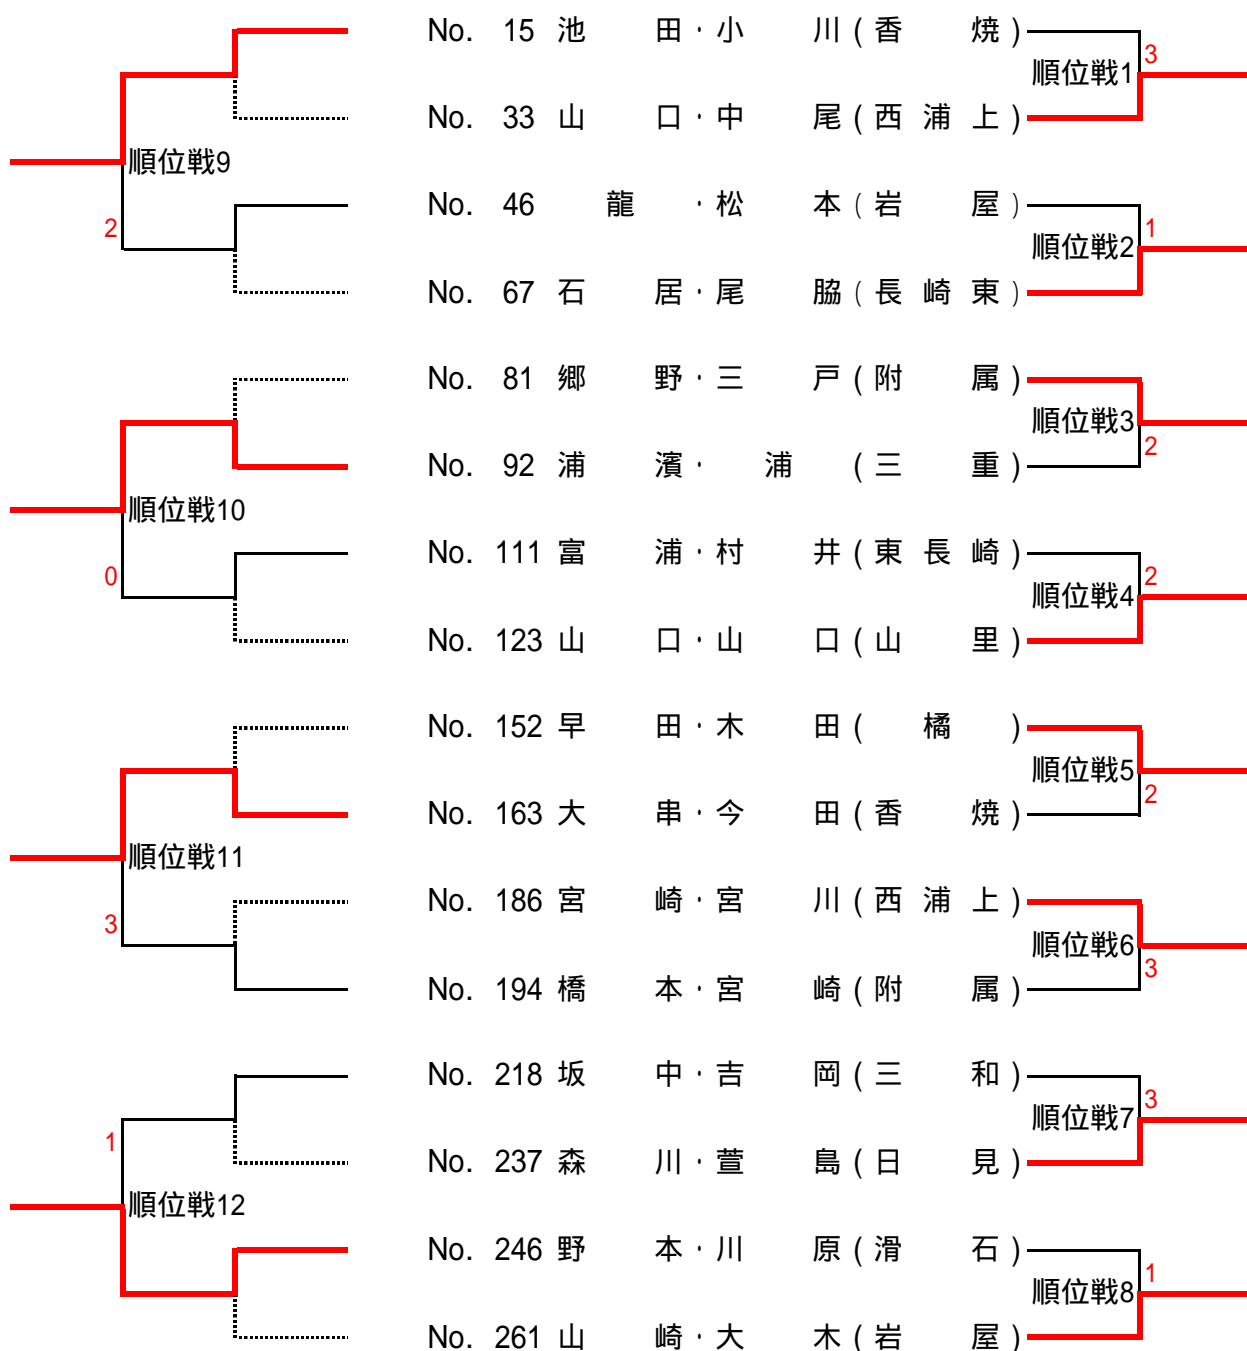 No. 15 池田・小川(香焼)
3
順位戦1
No. 33 山口・中尾(西浦上)
順位戦9
No. 46 龍・松本(岩屋)
2
1
順位戦2
No. 67 石居・尾脇(長崎東)
No. 81 郷野・三戸(附属)
順位戦3
2
No. 92 浦濱・浦(三重)
順位戦10
No. 111 富浦・村井(東長崎)
0
2
順位戦4
No. 123 山口・山口(山里)
No. 152 早田・木田(橘)
順位戦5
2
No. 163 大串・今田(香焼)
順位戦11
No. 186 宮崎・宮川(西浦上)
3
順位戦6
3
No. 194 橋本・宮崎(附属)
No. 218 坂中・吉岡(三和)
1
3
順位戦7
No. 237 森川・萱島(日見)
順位戦12
No. 246 野本・川原(滑石)
1
順位戦8
No. 261 山崎・大木(岩屋)